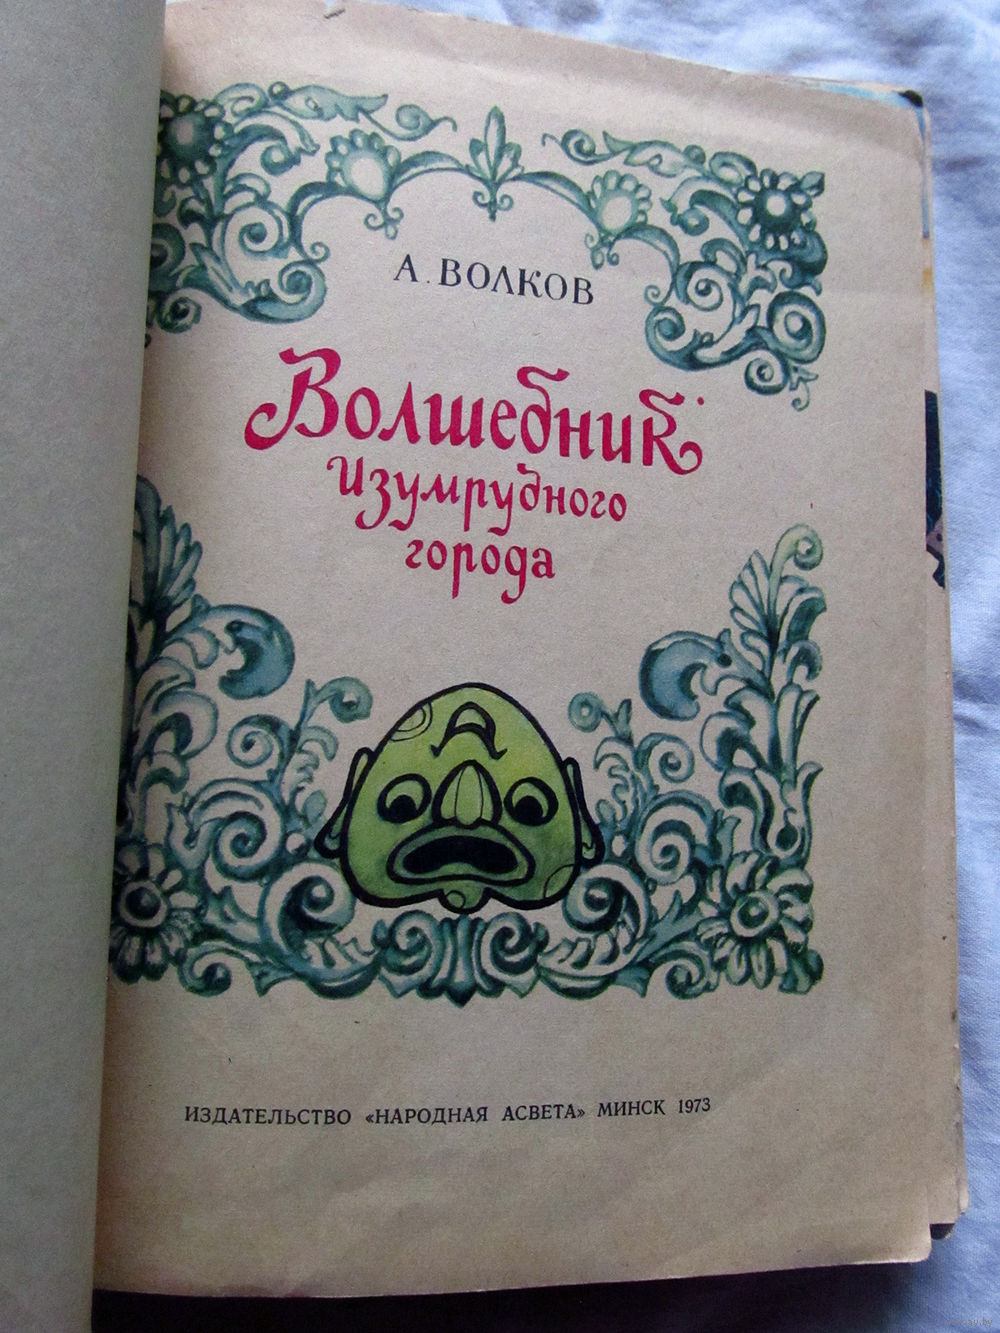 А. ВОЛКОВ
Волшебник
изумрудного
города
ИЗДАТЕЛЬСТВО «НАРОДНАЯ АСВЕТА» МИНСК 1973